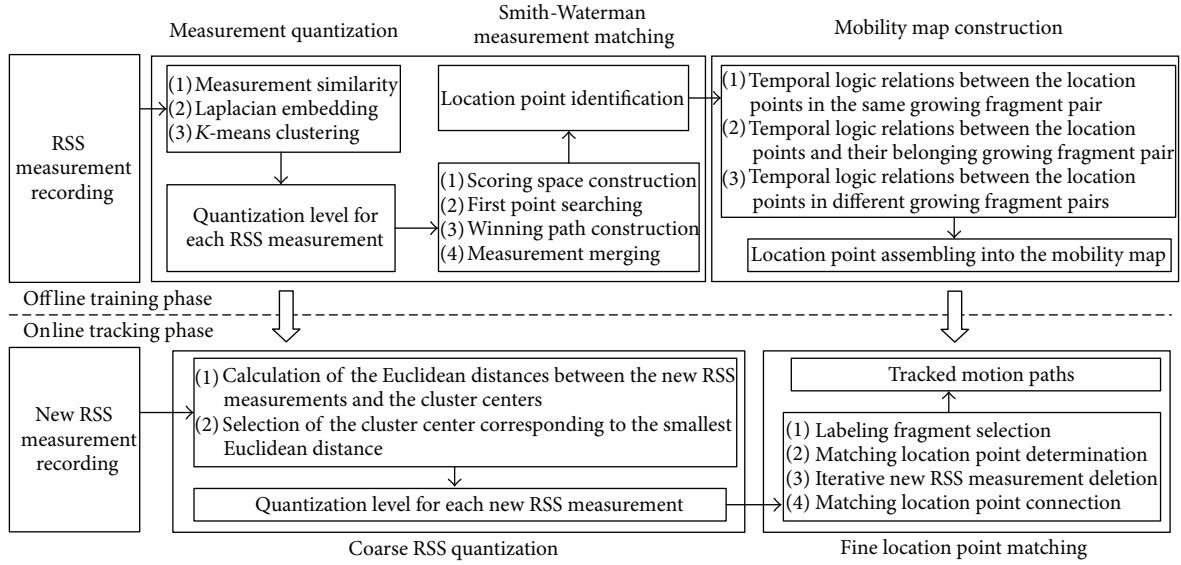 Measurement quantization
Smith-Waterman
measurement matching
Mobility map construction
RSS
measurement
recording
(1) Measurement similarity
(2) Laplacian embedding
(3) K-means clustering
Quantization level for
each RSS measurement
Location point identification
(1) Scoring space construction
(2) First point searching
(3) Winning path construction
(4) Measurement merging
(1) Temporal logic relations between the location
points in the same growing fragment pair
(2) Temporal logic relations between the location
points and their belonging growing fragment pair
(3) Temporal logic relations between the location
points in different growing fragment pairs
Location point assembling into the mobility map
Offline training phase
Online tracking phase
New RSS
measurement
recording
(1) Calculation of the Euclidean distances between the new RSS
measurements and the cluster centers
(2) Selection of the cluster center corresponding to the smallest
Euclidean distance
Quantization level for each new RSS measurement
Coarse RSS quantization
Tracked motion paths
(1) Labeling fragment selection
(2) Matching location point determination
(3) Iterative new RSS measurement deletion
(4) Matching location point connection
Fine location point matching